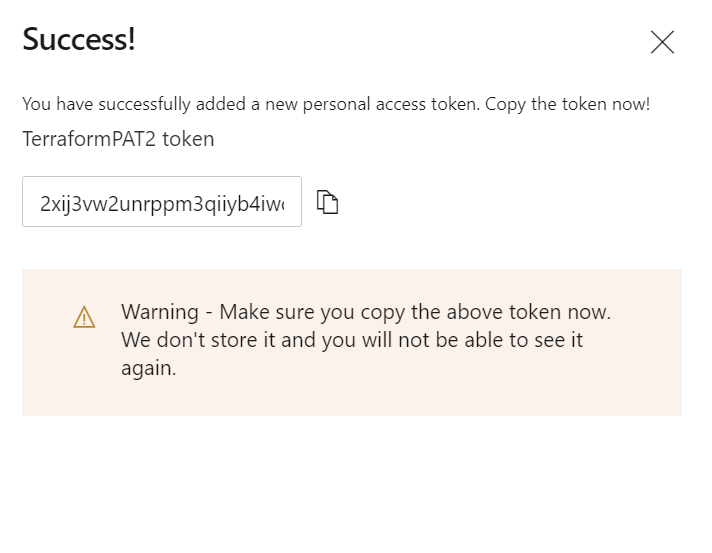 Success!
You have successfully added a new personal access token. Copy the token now!
TerraformPAT2 token
2xij3vw2unrppm3qiiyb4iw
Warning - Make sure you copy the above token now.
We don't store it and you will not be able to see it
again.